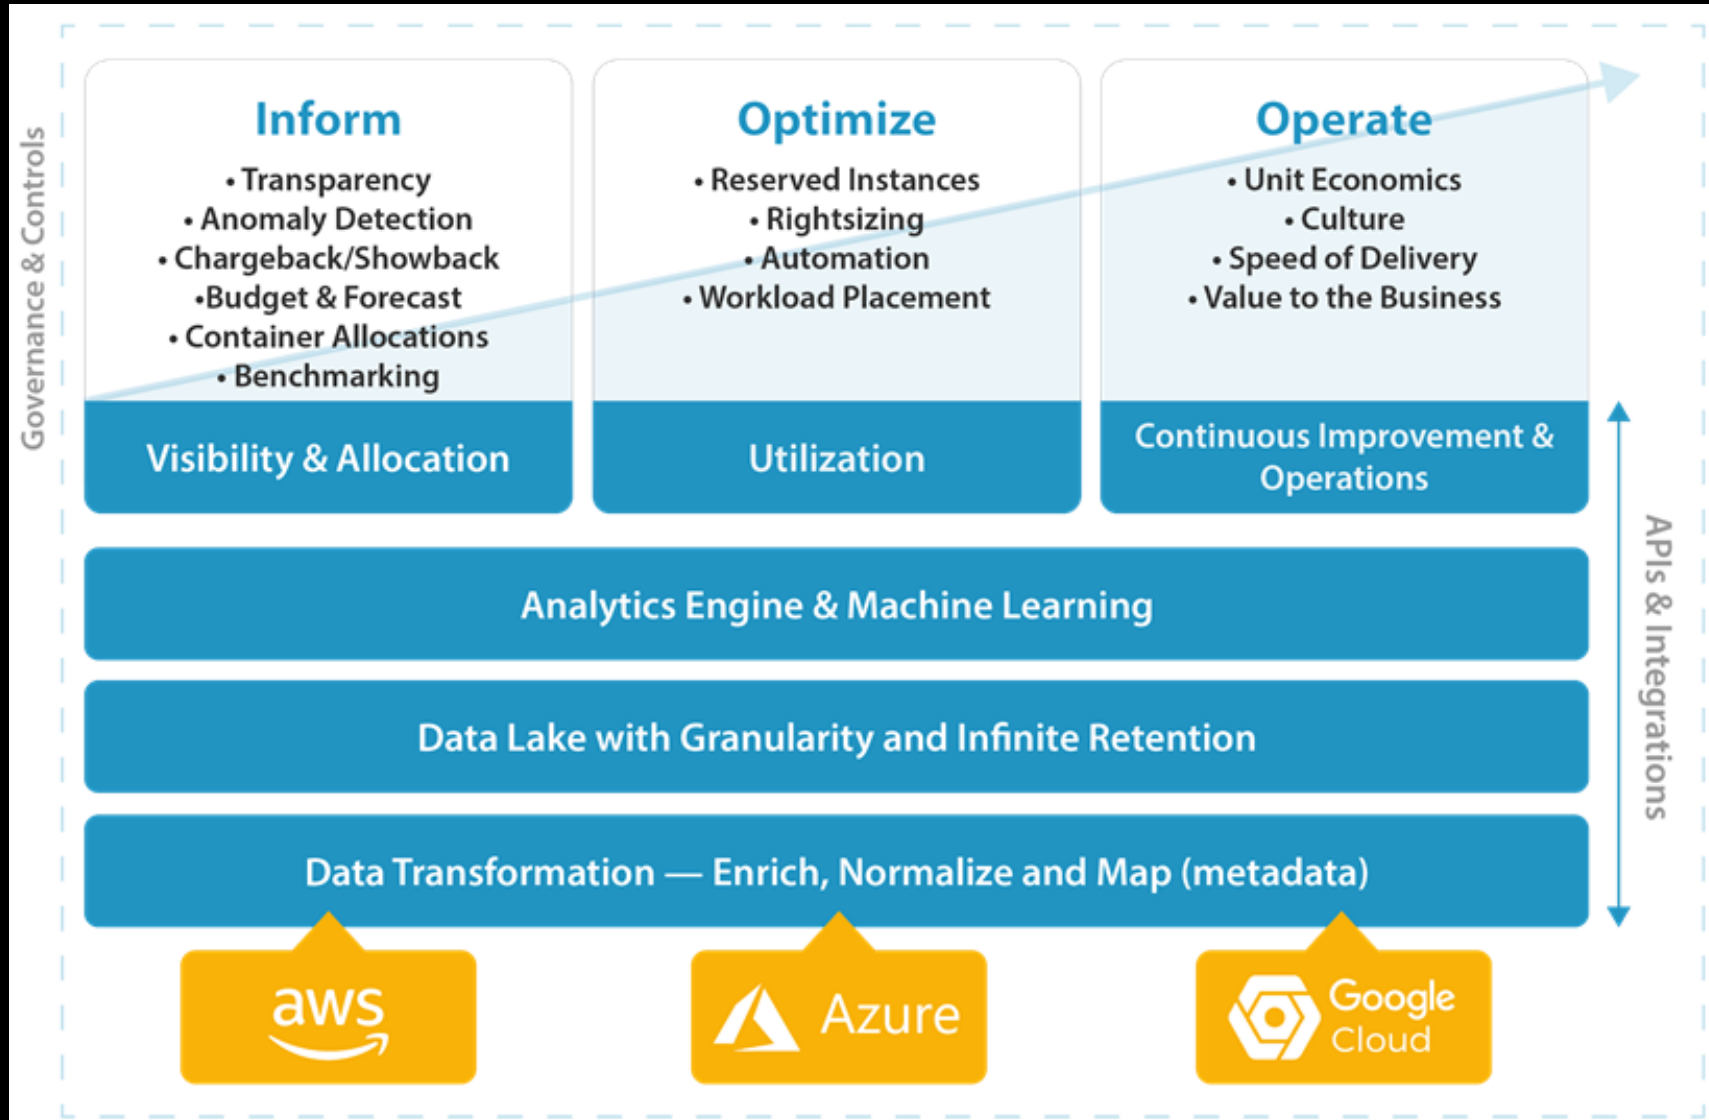 Governance & Controls
Inform
• Transparency
• Anomaly Detection
• Chargeback/Showback
•Budget & Forecast
• Container Allocations
• Benchmarking
Visibility & Allocation
Optimize
• Reserved Instances
• Rightsizing
• Automation
• Workload Placement
Utilization
Operate
• Unit Economics
• Culture
• Speed of Delivery
• Value to the Business
Continuous Improvement &
Operations
APIs & Integrations
Analytics Engine & Machine Learning
Data Lake with Granularity and Infinite Retention
Data Transformation — Enrich, Normalize and Map (metadata)
aws
Azure
Google
Cloud